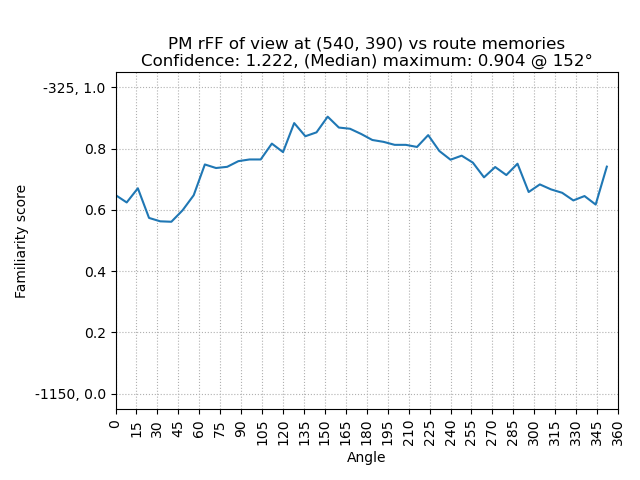 PM rFF of view at (540, 390) vs route memories
Confidence: 1.222, (Median) maximum: 0.904 @ 152°
-325, 1.0
0.8
0.6
0.4
0.2
-1150, 0.0
Familiarity score
0 15 30 45 60 75 90 105 120 135 150 165 180 195 210 225 240 255 270 285 300 315 330 345 360
Angle